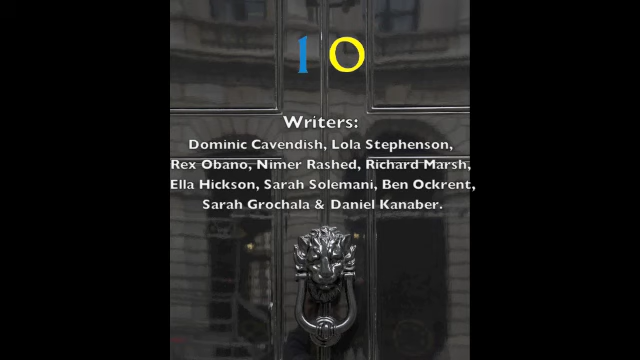 10
Writers:
Dominic Cavendish, Lola Stephenson,
Rex Obano, Nimer Rashed, Richard Marsh,
Ella Hickson, Sarah Solemani, Ben Ockrent,
Sarah Grochala & Daniel Kanaber.